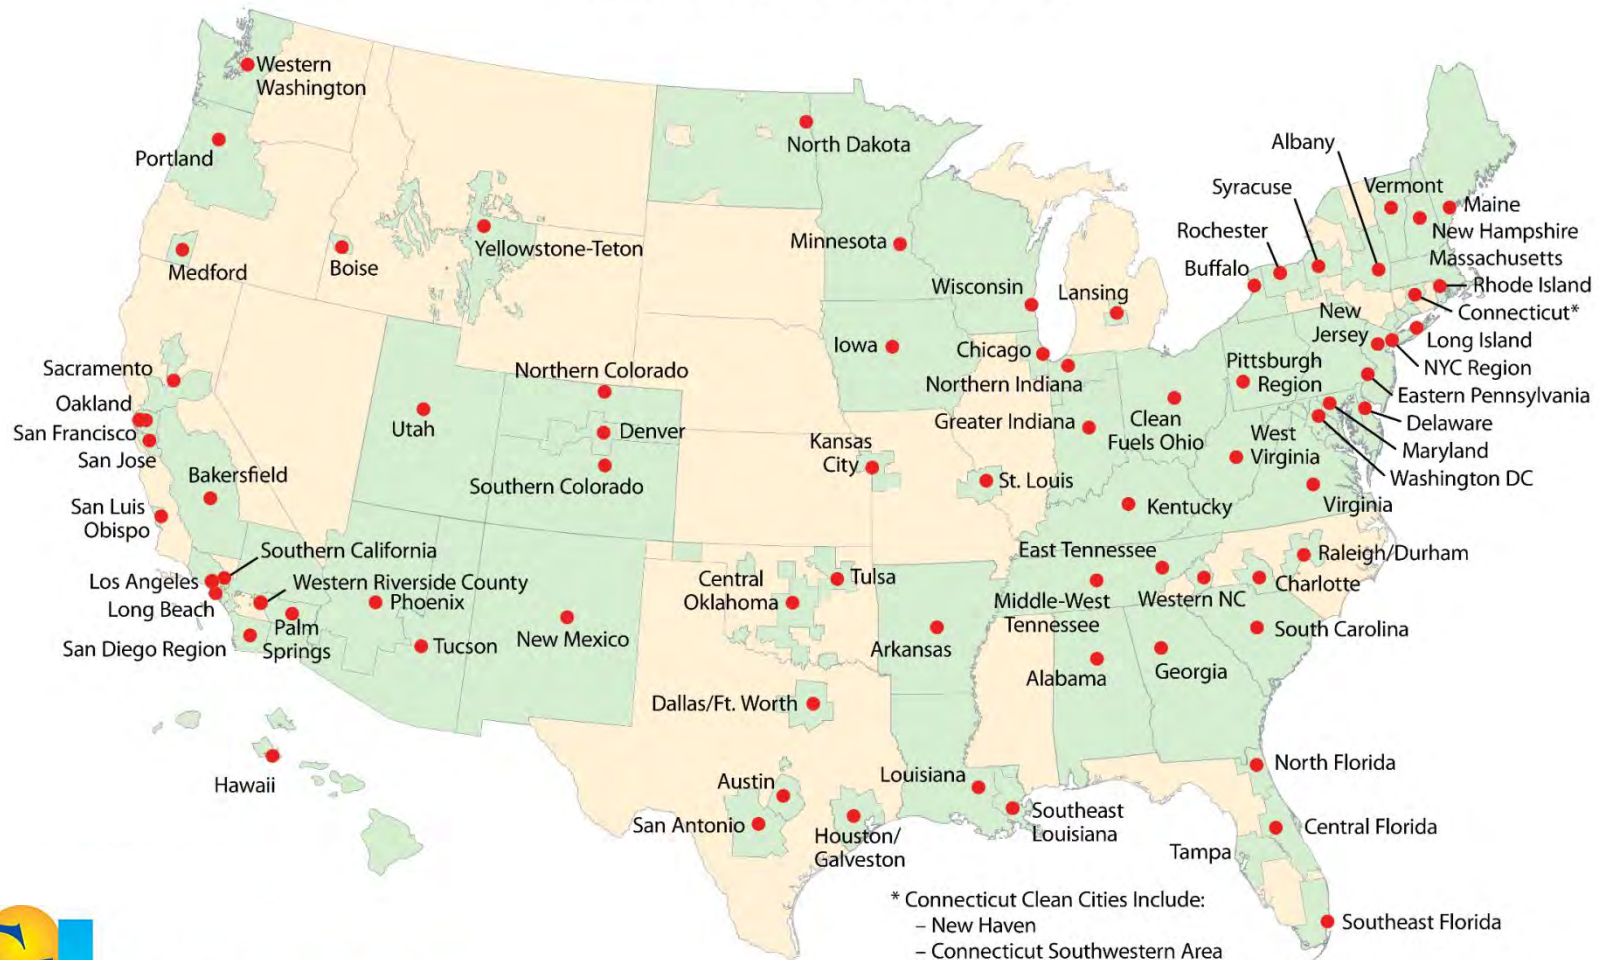 Western
Washington
Portland
Medford
Boise
Yellowstone-Teton
North Dakota
Minnesota
Wisconsin
Lansing
Iowa
Chicago
Northern Indiana
Greater Indiana
Clean
Fuels Ohio
Albany
Syracuse
Rochester
Buffalo
Vermont
Maine
New Hampshire
Massachusetts
Rhode Island
Connecticut*
New
Jersey
Long Island
NYC Region
Pittsburgh
Region
Eastern Pennsylvania
Delaware
Maryland
Washington DC
West
Virginia
Virginia
Sacramento
Oakland
San Francisco
San Jose
Bakersfield
San Luis
Obispo
Southern California
Los Angeles
Long Beach
Western Riverside County
Palm
Springs
San Diego Region
Phoenix
Tucson
Utah
Northern Colorado
Denver
Southern Colorado
New Mexico
Kansas
City
St. Louis
Kentucky
Central
Oklahoma
Tulsa
Arkansas
East Tennessee
Middle-West
Tennessee
Western NC
Raleigh/Durham
Charlotte
South Carolina
Alabama
Georgia
Dallas/Ft. Worth
Austin
San Antonio
Houston/
Galveston
Louisiana
Southeast
Louisiana
North Florida
Central Florida
Tampa
Southeast Florida
Hawaii
* Connecticut Clean Cities Include:
– New Haven
– Connecticut Southwestern Area